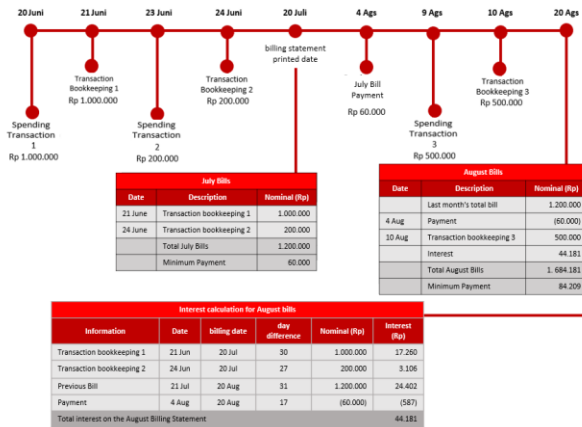 20 Juni 21 Juni 23 Juni 24 Juni 20 Juli 4 Ags 9 Ags 10 Ags 20 Ags
Transaction
Bookkeeping 1
Rp 1.000.000
Transaction
Bookkeeping 2
Rp 200.000
billing statement
printed date
July Bill
Payment
Rp 60.000
Transaction
Bookkeeping 3
Rp 500.000
Spending
Transaction
1
Rp 1.000.000
Spending
Transaction
2
Rp 200.000
Spending
Transaction
3
Rp 500.000
July Bills
Date Description Nominal (Rp)
21 June Transaction bookkeeping 1 1.000.000
24 June Transaction bookkeeping 2 200.000
Total July Bills 1.200.000
Minimum Payment 60.000
August Bills
Date Description Nominal (Rp)
Last month's total bill 1.200.000
4 Aug Payment (60.000)
10 Aug Transaction bookkeeping 3 500.000
Interest 44.181
Total August Bills 1. 684.181
Minimum Payment 84.209
Interest calculation for August bills
Information Date billing date day
difference Nominal (Rp) Interest
(Rp)
Transaction bookkeeping 1 21 Jun 20 Jul 30 1.000.000 17.260
Transaction bookkeeping 2 24 Jun 20 Jul 27 200.000 3.106
Previous Bill 21 Jul 20 Aug 31 1.200.000 24.402
Payment 4 Aug 20 Aug 17 (60.000) (587)
Total interest on the August Billing Statement 44.181